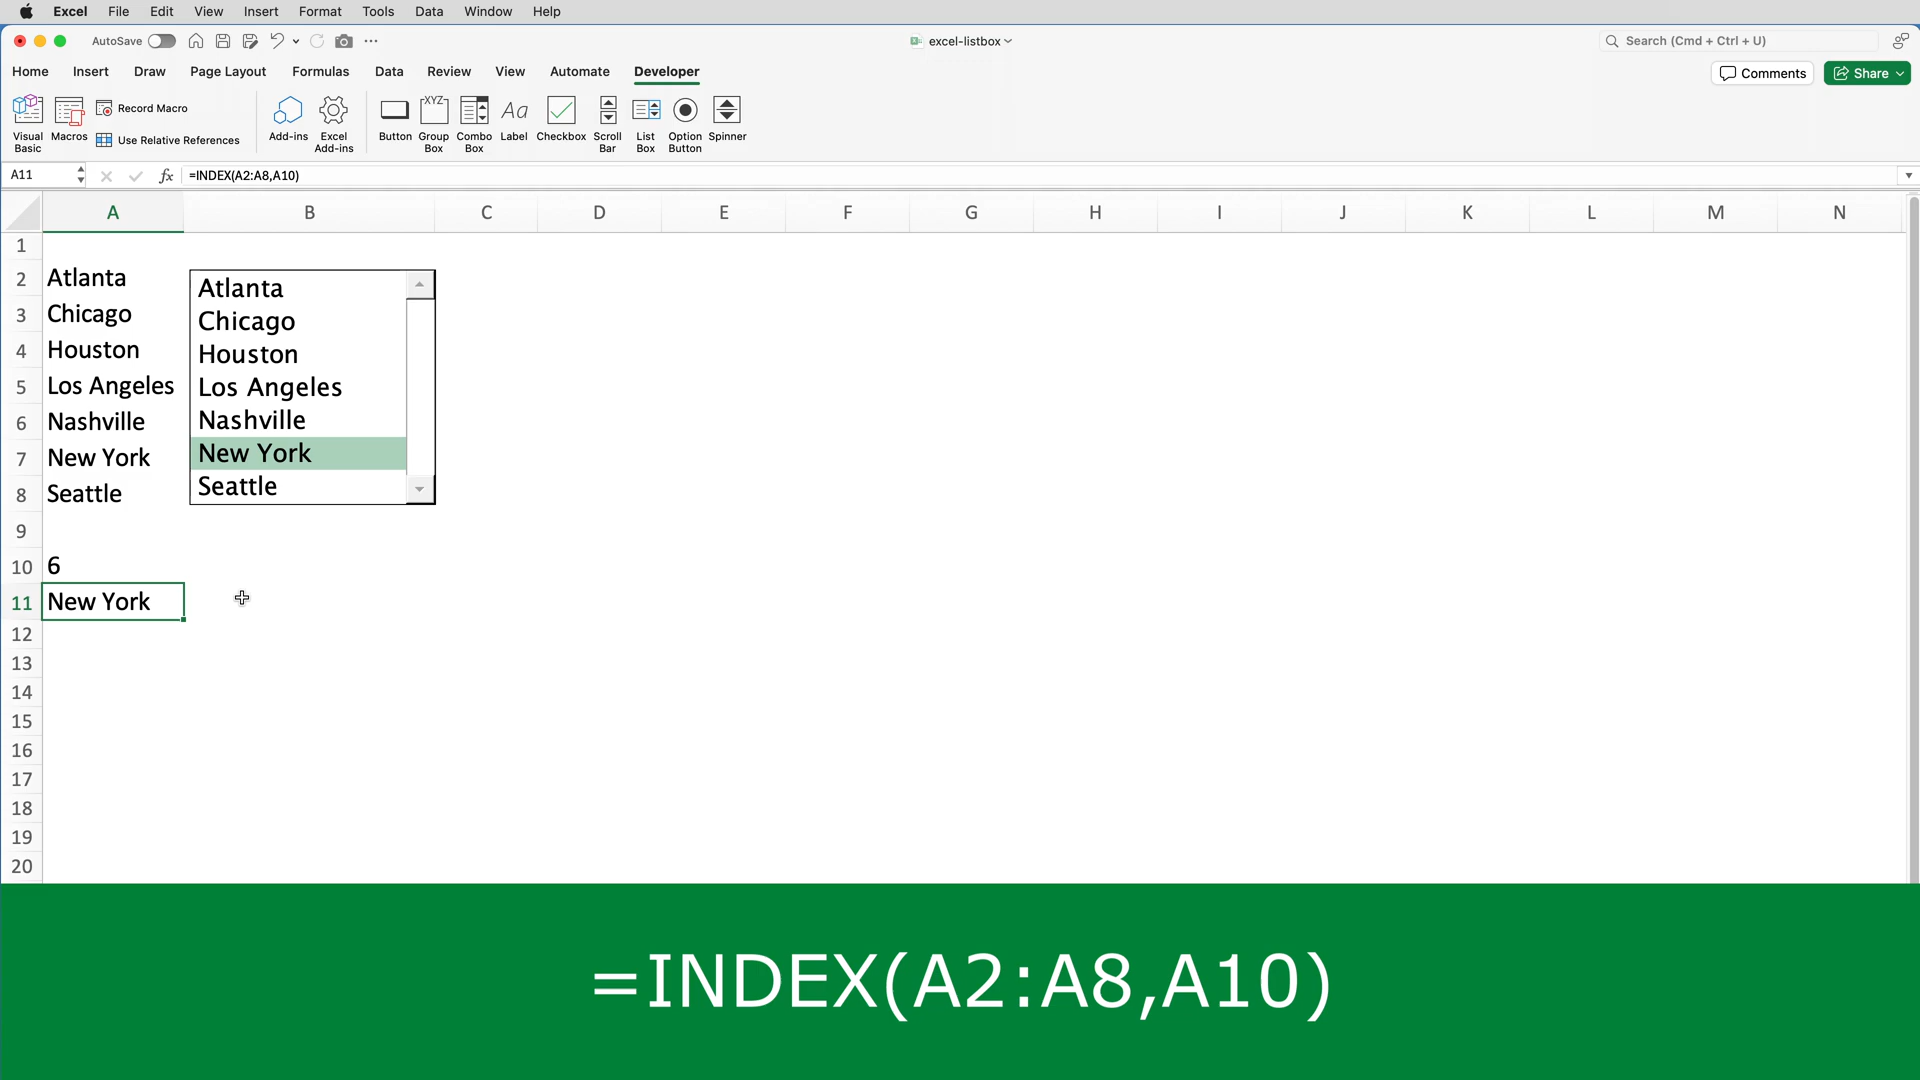 Excel File Edit View Insert Format Tools Data Window Help
AutoSave excel-listbox Search (Cmd + Ctrl + U)
Home Insert Draw Page Layout Formulas Data Review View Automate Developer Comments Share
Visual Basic Macros Record Macro Use Relative References Add-ins Excel Add-ins Button XYZ Group Box Combo Box Aa Label Checkbox Scroll Bar List Box Option Button Spinner
A11 fx =INDEX(A2:A8,A10)
A B C D E F G H I J K L M N
1
2 Atlanta Atlanta
3 Chicago Chicago
4 Houston Houston
5 Los Angeles Los Angeles
6 Nashville Nashville
7 New York New York
8 Seattle Seattle
9
10 6
11 New York
12
13
14
15
16
17
18
19
20
=INDEX(A2:A8,A10)